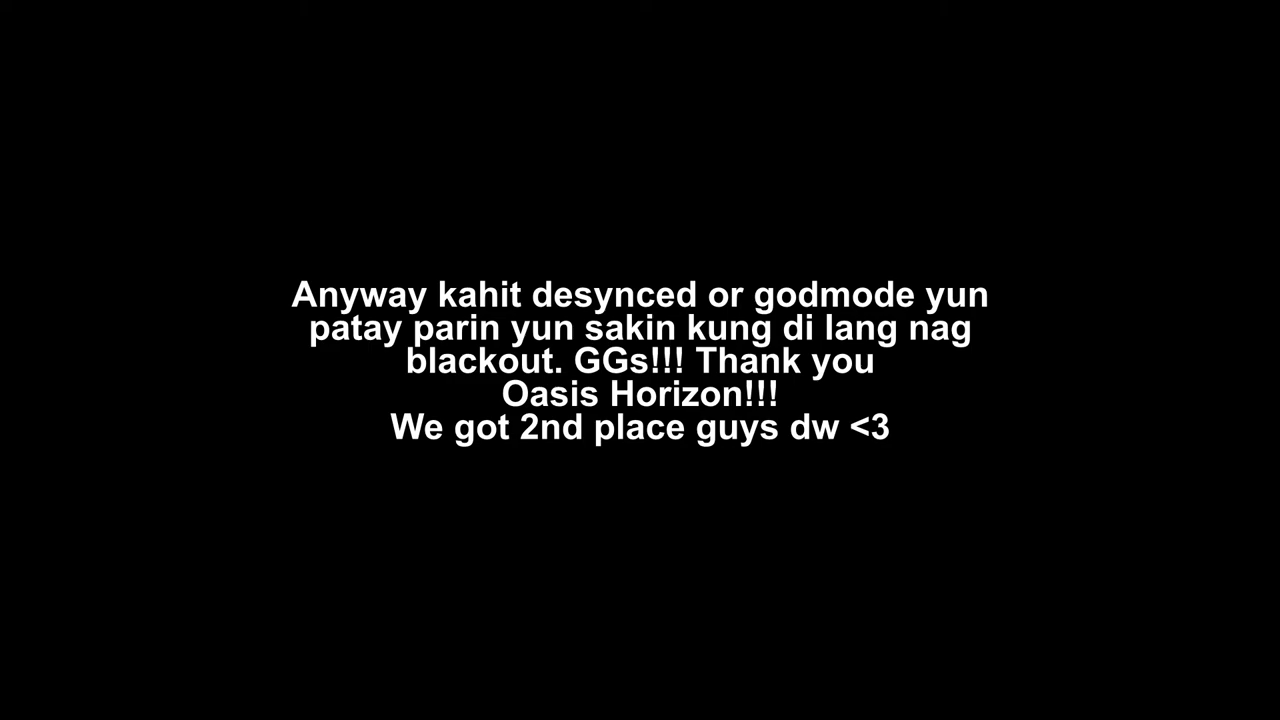 Anyway kahit desynced or godmode yun
patay parin yun sakin kung di lang nag
blackout. GGs!!! Thank you
Oasis Horizon!!!
We got 2nd place guys dw <3